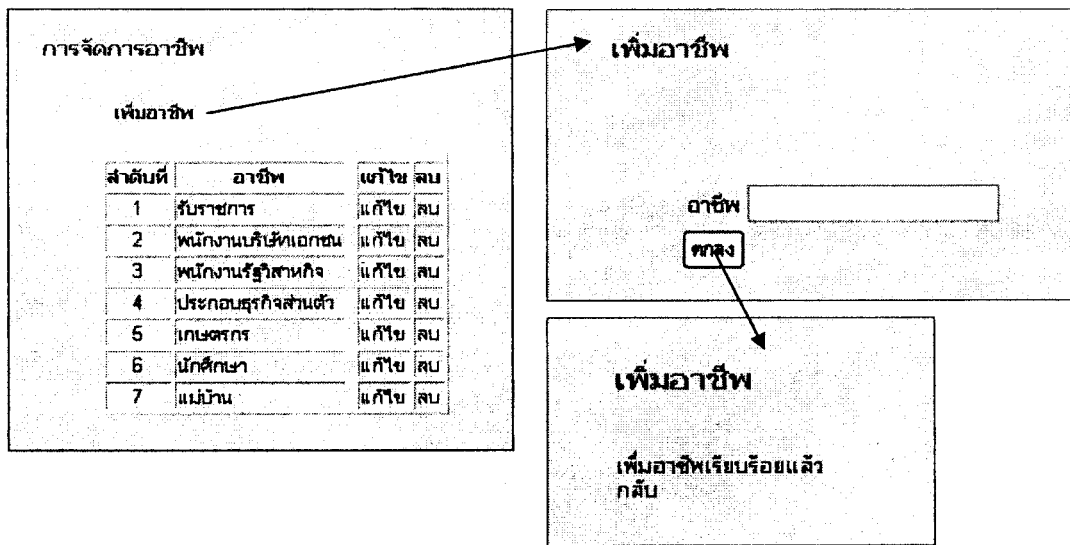 การจัดการอาชีพ
เพิ่มอาชีพ
ลำดับที่ อาชีพ แก้ไข ลบ
1 รับราชการ แก้ไข ลบ
2 พนักงานบริษัทเอกชน แก้ไข ลบ
3 พนักงานรัฐวิสาหกิจ แก้ไข ลบ
4 ประกอบธุรกิจส่วนตัว แก้ไข ลบ
5 เกษตรกร แก้ไข ลบ
6 นักศึกษา แก้ไข ลบ
7 แม่บ้าน แก้ไข ลบ
เพิ่มอาชีพ
อาชีพ
ตกลง
เพิ่มอาชีพ
เพิ่มอาชีพเรียบร้อยแล้ว
กลับ